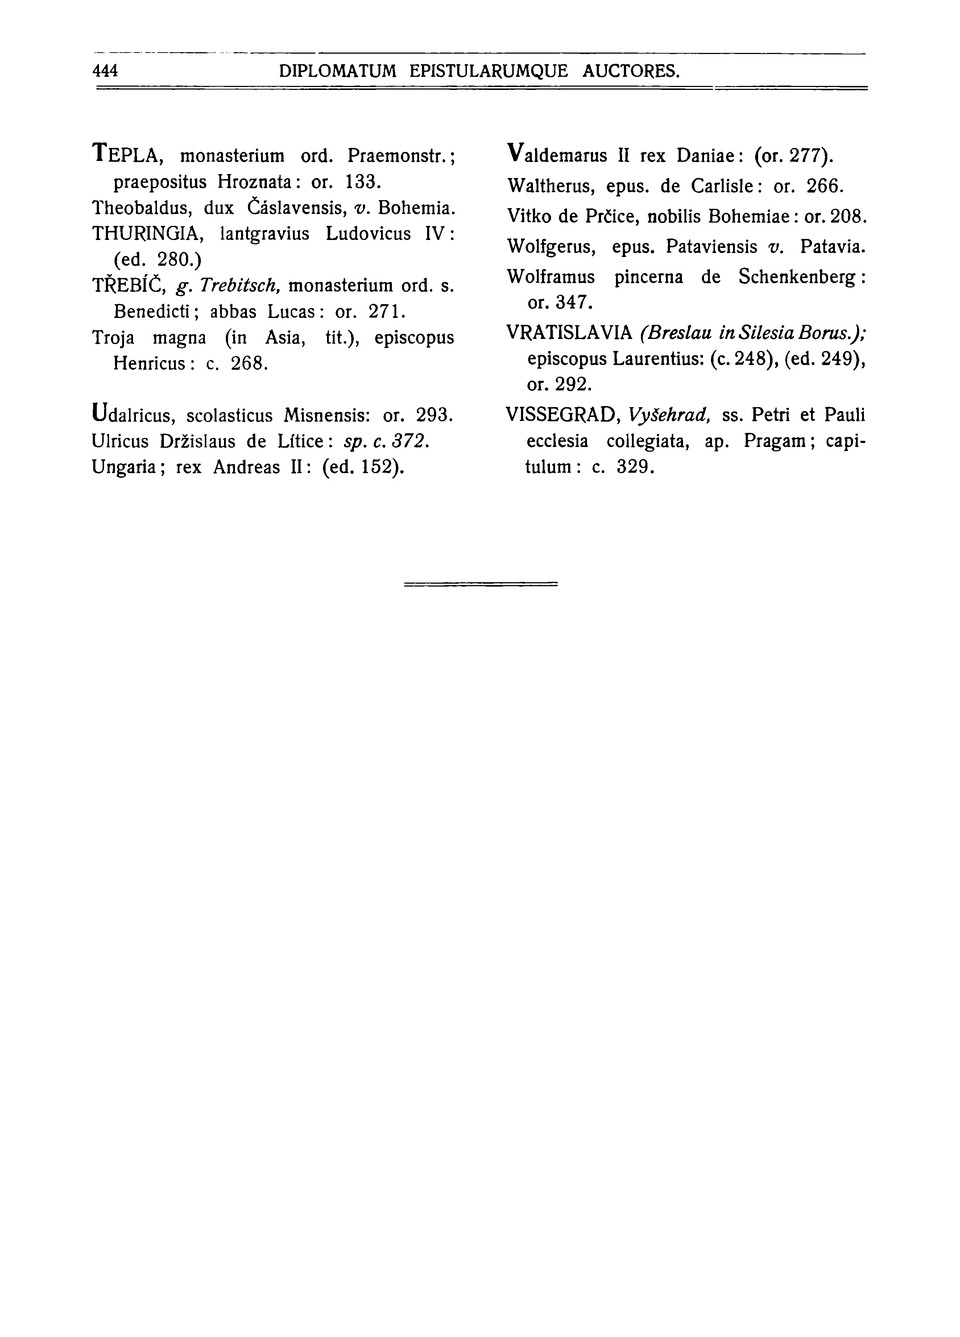 444 DIPLOMATUM EPISTULARUMQUE AUCTORES.
TEPLA, monasterium ord. Praemonstr.;
praepositus Hroznata: or. 133.
Theobaldus, dux Čáslavensis, v. Bohemia.
THURINGIA, lantgravius Ludovicus IV:
(ed. 280.)
TŘEBÍČ, g. Trebitsch, monasterium ord. s.
Benedicti; abbas Lucas: or. 271.
Troja magna (in Asia, tit.), episcopus
Henricus: c. 268.
Udalricus, scolasticus Misnensis: or. 293.
Ulricus Držislaus de Lítice: sp. c. 372.
Ungaria; rex Andreas II: (ed. 152).
Valdemarus II rex Daniae: (or. 277).
Waltherus, epus. de Carlisle: or. 266.
Vitko de Prčice, nobilis Bohemiae: or. 208.
Wolfgerus, epus. Pataviensis v. Patavia.
Wolframus pincerna de Schenkenberg:
or. 347.
VRATISLAVIA (Breslau in Silesia Borus.);
episcopus Laurentius: (c. 248), (ed. 249),
or. 292.
VISSEGRAD, Vyšehrad, ss. Petri et Pauli
ecclesia collegiata, ap. Pragam; capi-
tulum: c. 329.